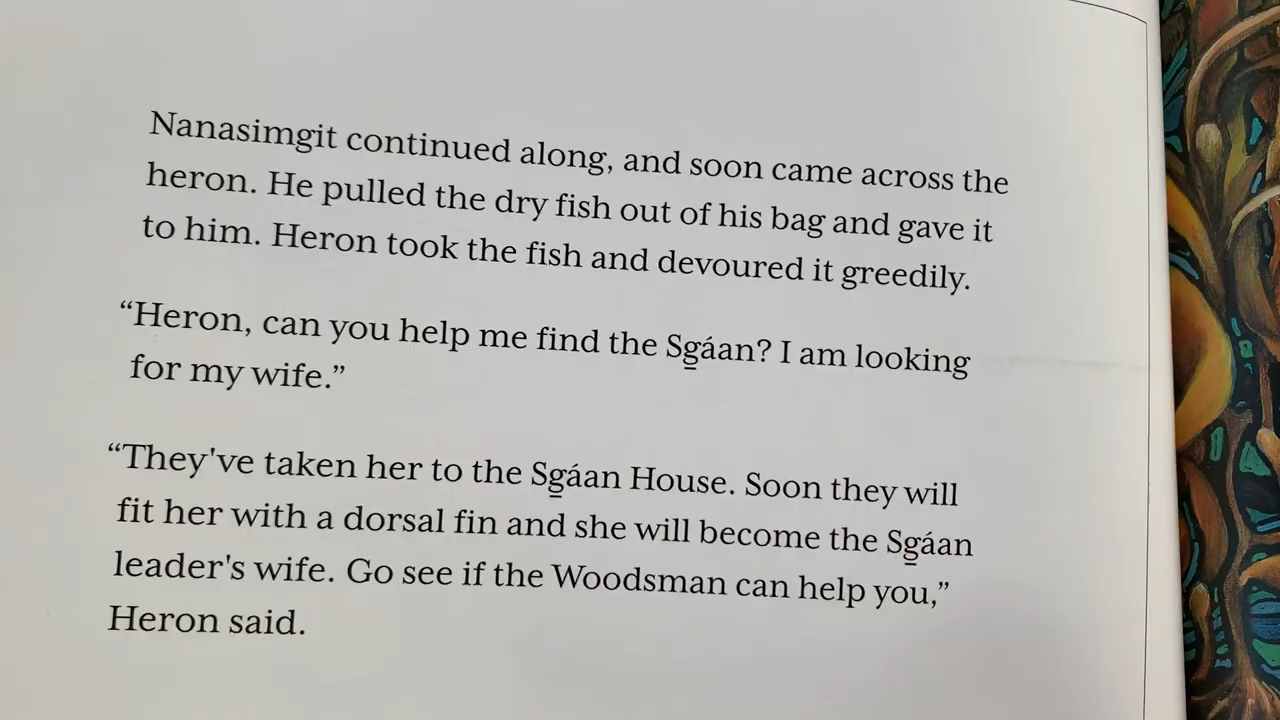 Nanasimgit continued along, and soon came across the
heron. He pulled the dry fish out of his bag and gave it
to him. Heron took the fish and devoured it greedily.
“Heron, can you help me find the Sg̲áan? I am looking
for my wife.”
“They've taken her to the Sg̲áan House. Soon they will
fit her with a dorsal fin and she will become the Sg̲áan
leader's wife. Go see if the Woodsman can help you,”
Heron said.